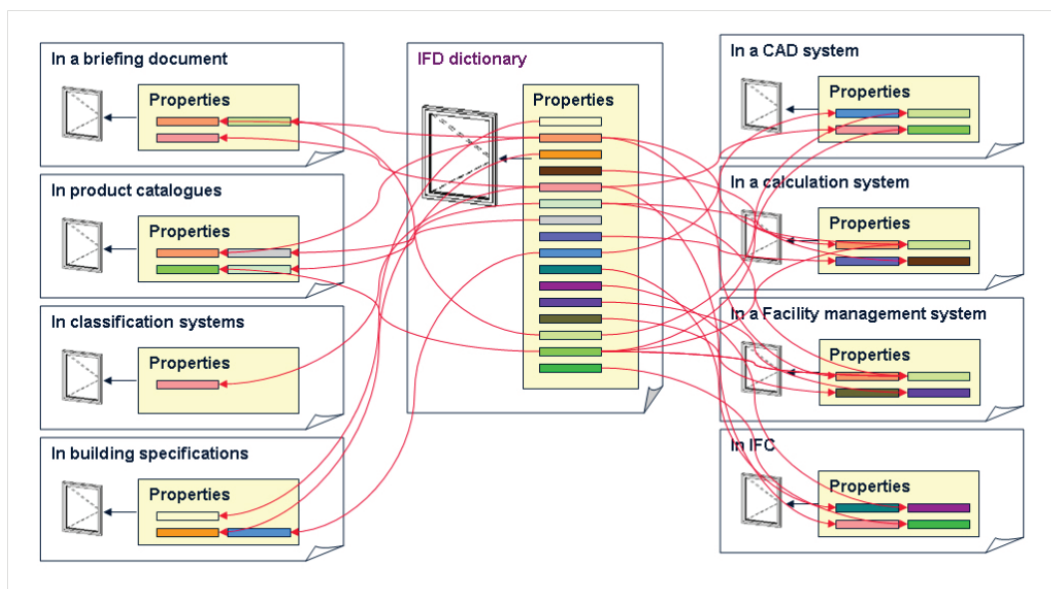 In a briefing document
Properties
In product catalogues
Properties
In classification systems
Properties
In building specifications
Properties
IFD dictionary
Properties
In a CAD system
Properties
In a calculation system
Properties
In a Facility management system
Properties
In IFC
Properties